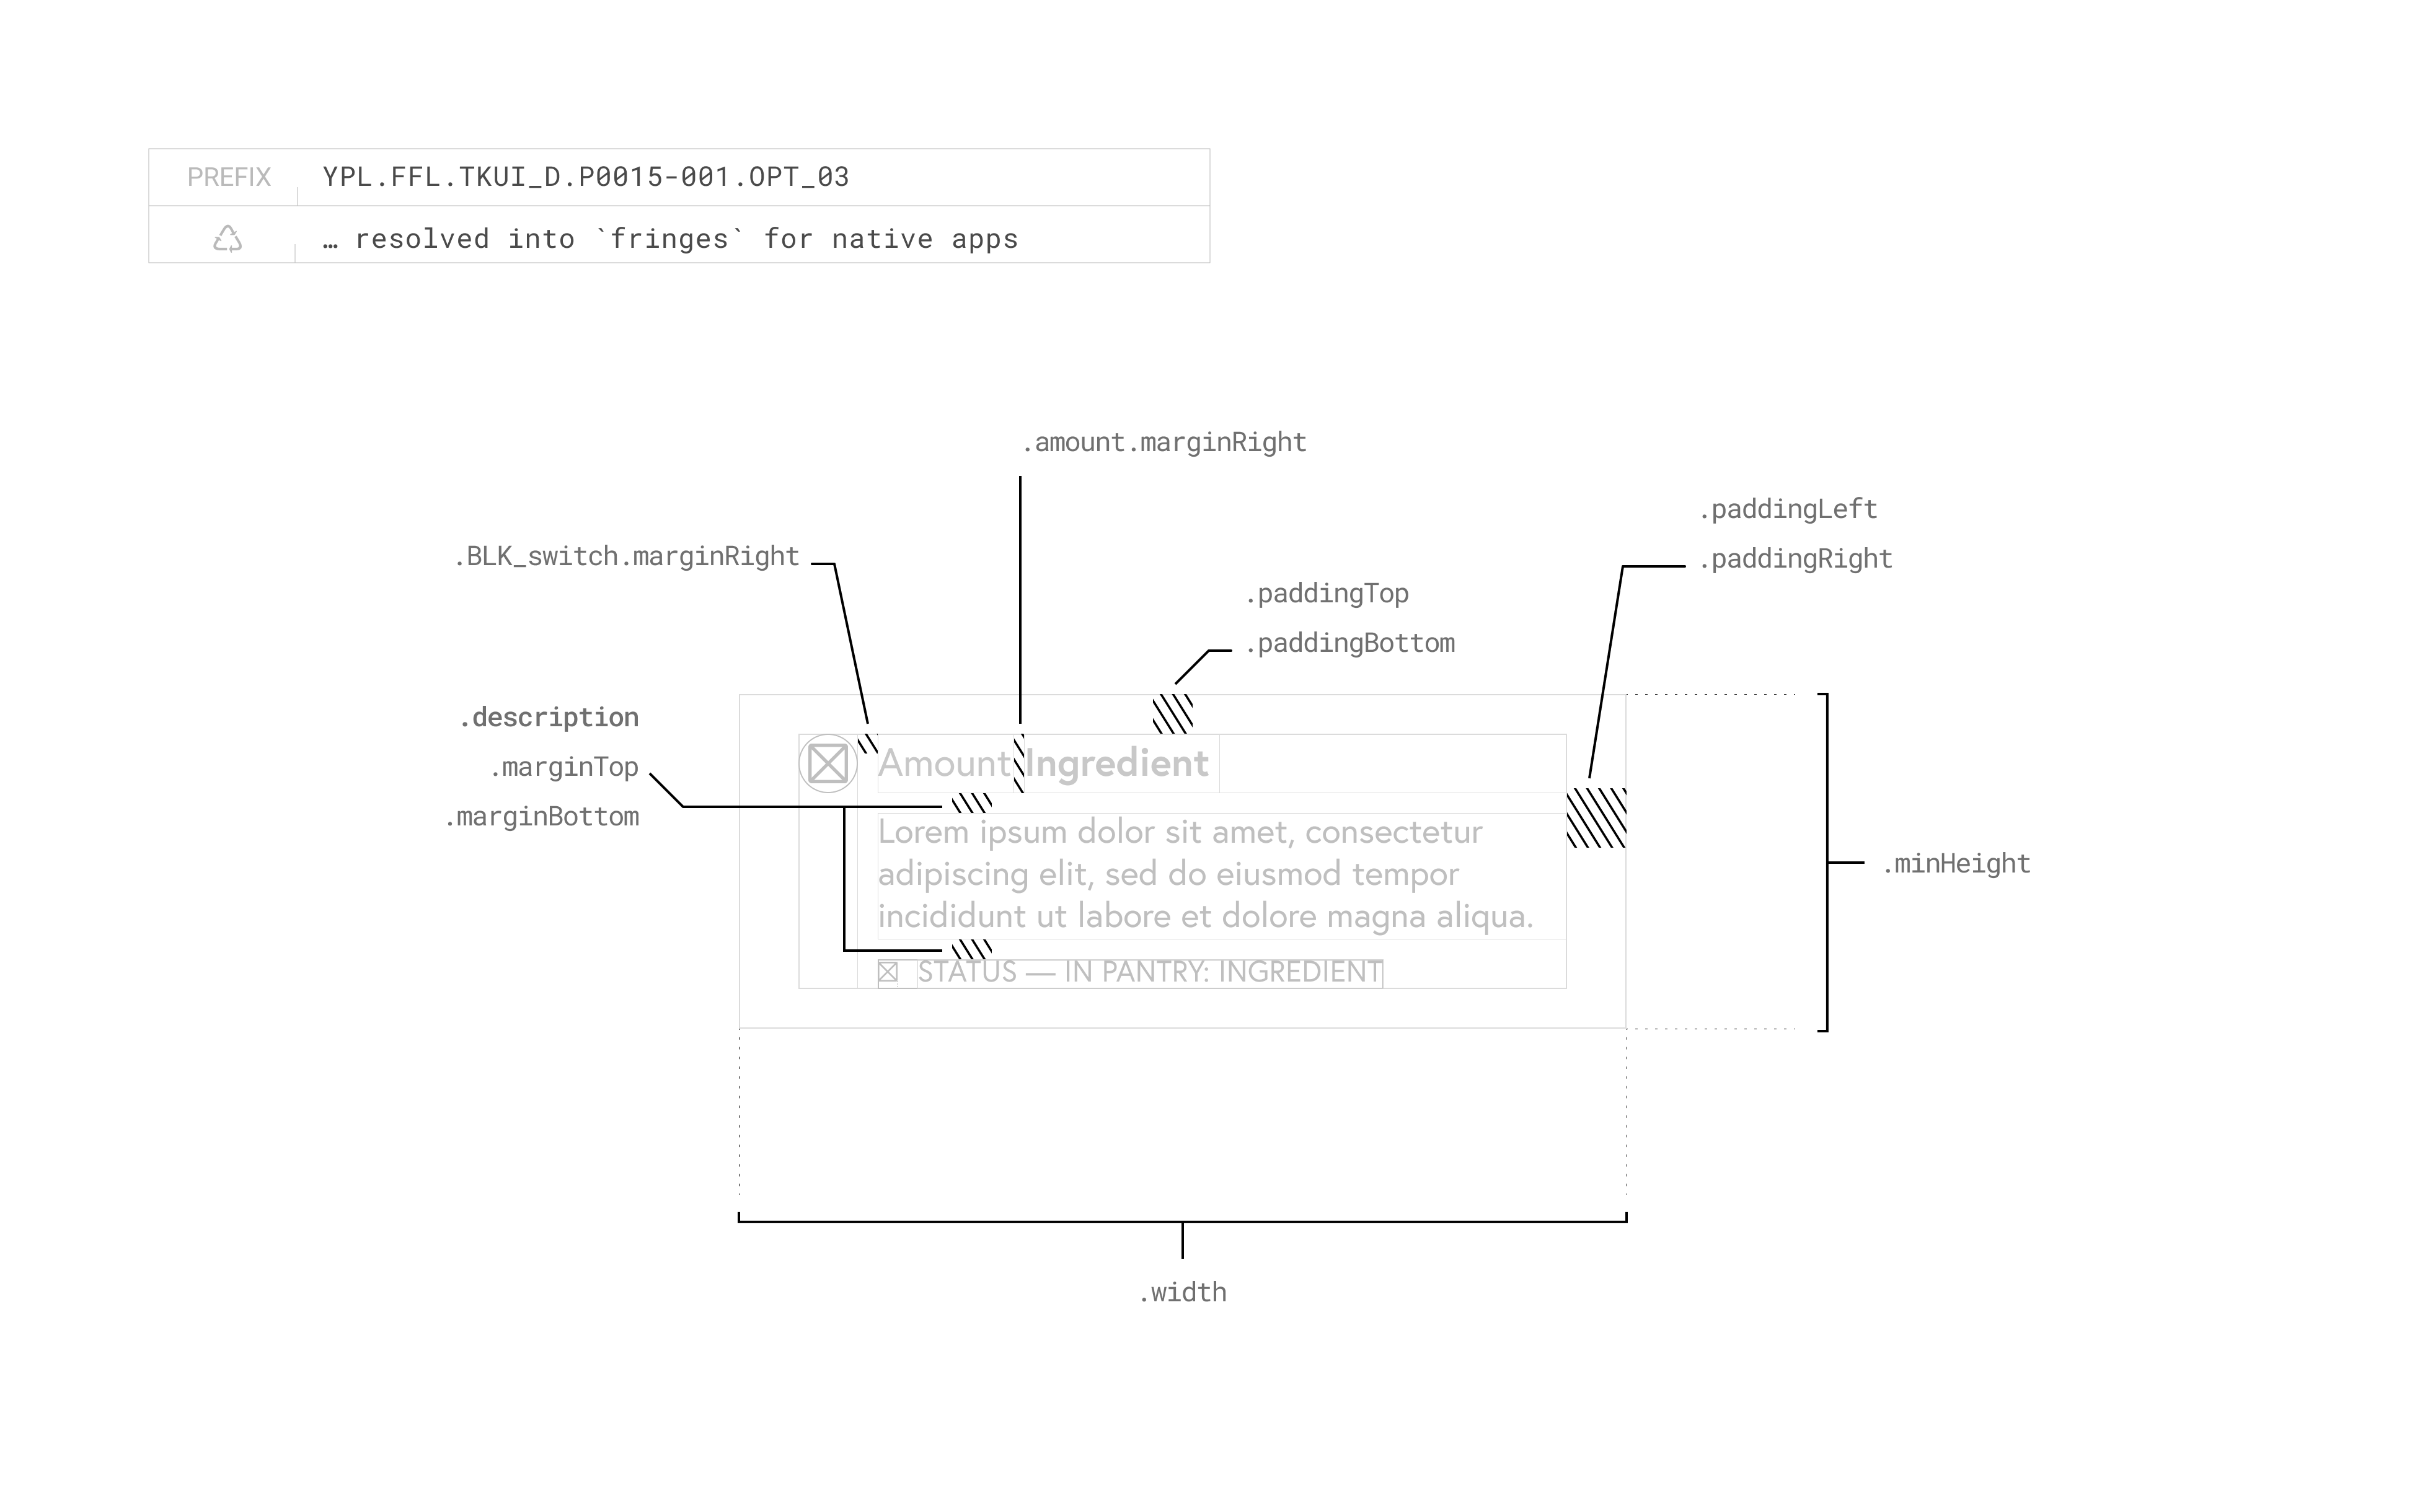 PREFIX YPL.FFL.TKUI_D.P0015-001.OPT_03
… resolved into `fringes` for native apps
.amount.marginRight
.paddingLeft
.paddingRight
.BLK_switch.marginRight
.paddingTop
.paddingBottom
.description
.marginTop
.marginBottom
Amount Ingredient
Lorem ipsum dolor sit amet, consectetur
adipiscing elit, sed do eiusmod tempor
incididunt ut labore et dolore magna aliqua.
STATUS — IN PANTRY: INGREDIENT
.minHeight
.width